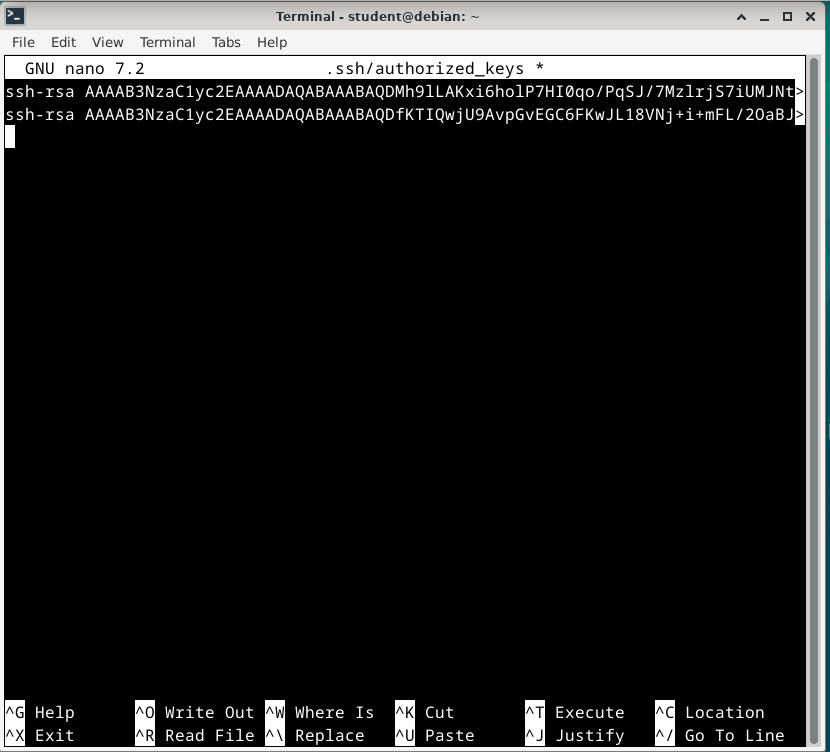 Terminal - student@debian: ~
File Edit View Terminal Tabs Help
GNU nano 7.2 .ssh/authorized_keys *
ssh-rsa AAAAB3NzaC1yc2EAAAADAQABAAABAQDMh9lLAKxi6holP7HI0qo/PqSJ/7MzlrjS7iUMJNt>
ssh-rsa AAAAB3NzaC1yc2EAAAADAQABAAABAQDfKTIQwjU9AvpGvEGC6FKwJL18VNj+i+mFL/2OaBJ>
^G Help ^O Write Out ^W Where Is ^K Cut ^T Execute ^C Location
^X Exit ^R Read File ^\ Replace ^U Paste ^J Justify ^/ Go To Line